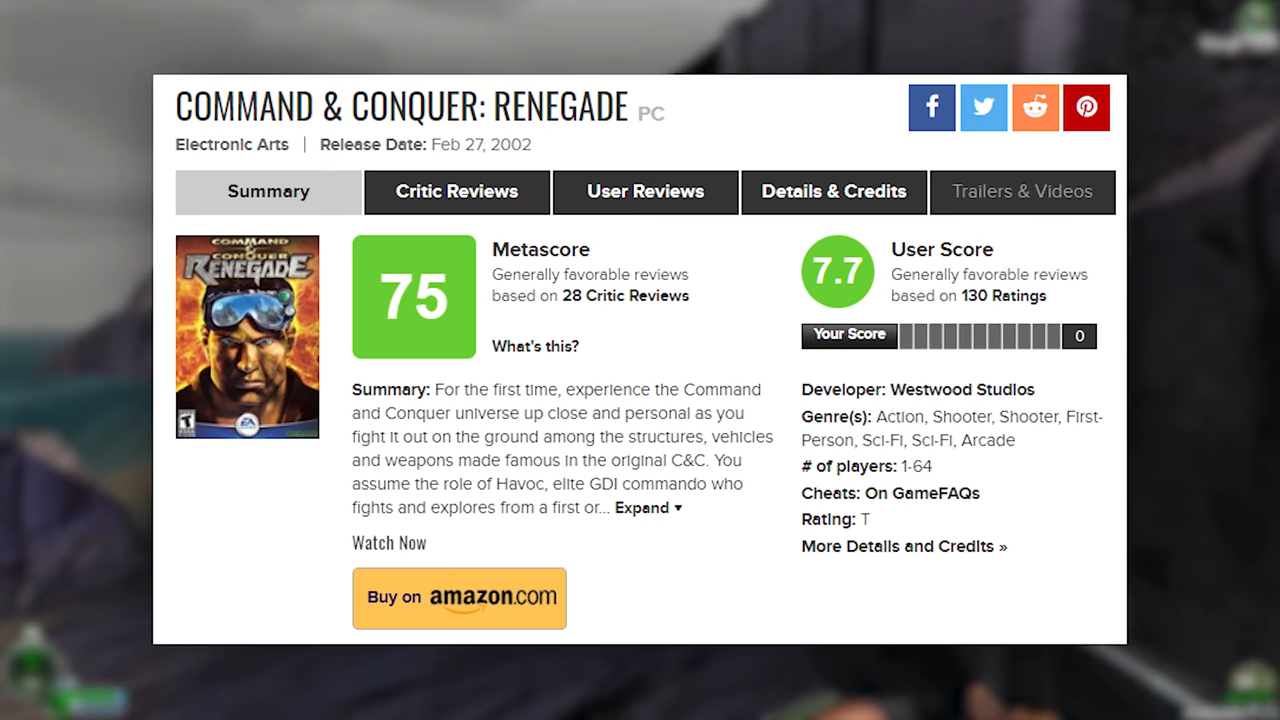 COMMAND & CONQUER: RENEGADE PC
Electronic Arts | Release Date: Feb 27, 2002
Summary Critic Reviews User Reviews Details & Credits Trailers & Videos
COMMAND
CONQUER
RENEGADE
T
EA
75
Metascore
Generally favorable reviews
based on 28 Critic Reviews
What's this?
7.7
User Score
Generally favorable reviews
based on 130 Ratings
Your Score 0
Summary: For the first time, experience the Command
and Conquer universe up close and personal as you
fight it out on the ground among the structures, vehicles
and weapons made famous in the original C&C. You
assume the role of Havoc, elite GDI commando who
fights and explores from a first or... Expand ▼
Watch Now
Buy on amazon.com
Developer: Westwood Studios
Genre(s): Action, Shooter, Shooter, First-
Person, Sci-Fi, Sci-Fi, Arcade
# of players: 1-64
Cheats: On GameFAQs
Rating: T
More Details and Credits »